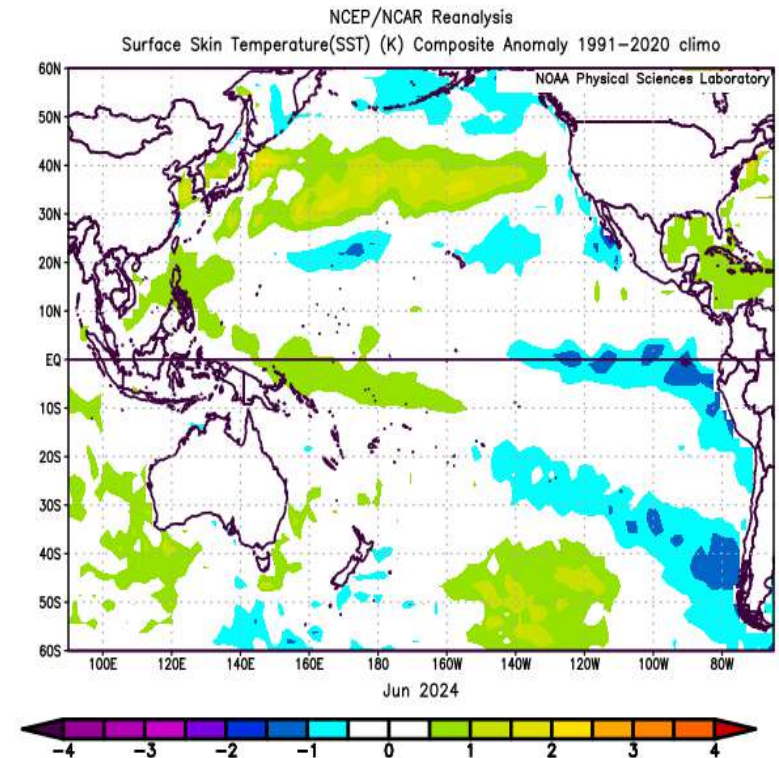 NCEP/NCAR Reanalysis
Surface Skin Temperature(SST) (K) Composite Anomaly 1991-2020 climo
NOAA Physical Sciences Laboratory
60N
50N
40N
30N
20N
10N
EQ
10S
20S
30S
40S
50S
60S
100E 120E 140E 160E 180 160W 140W 120W 100W 80W
Jun 2024
-4 -3 -2 -1 0 1 2 3 4